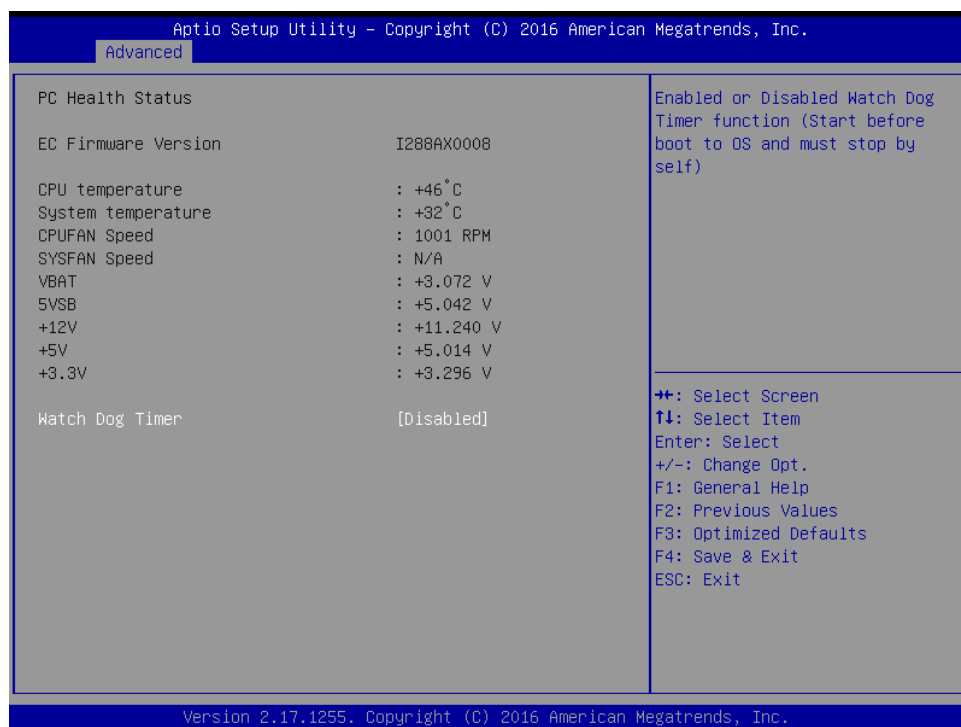 Aptio Setup Utility – Copyright (C) 2016 American Megatrends, Inc.
Advanced
PC Health Status
EC Firmware Version I288AX0008
CPU temperature : +46°C
System temperature : +32°C
CPUFAN Speed : 1001 RPM
SYSFAN Speed : N/A
VBAT : +3.072 V
5VSB : +5.042 V
+12V : +11.240 V
+5V : +5.014 V
+3.3V : +3.296 V
Watch Dog Timer [Disabled]
Enabled or Disabled Watch Dog
Timer function (Start before
boot to OS and must stop by
self)
→←: Select Screen
↑↓: Select Item
Enter: Select
+/-: Change Opt.
F1: General Help
F2: Previous Values
F3: Optimized Defaults
F4: Save & Exit
ESC: Exit
Version 2.17.1255. Copyright (C) 2016 American Megatrends, Inc.